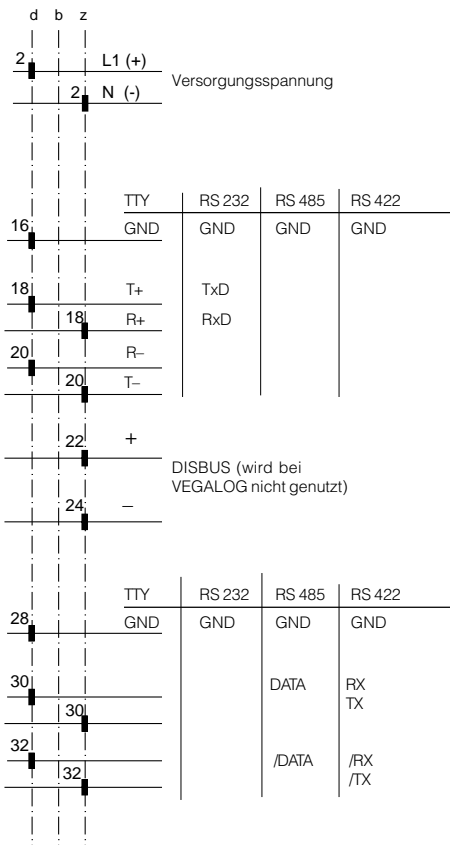 d b z
2 L1 (+)
Versorgungsspannung
2 N (-)
TTY RS 232 RS 485 RS 422
16 GND GND GND GND
18 T+ TxD
18 R+ RxD
20 R–
20 T–
22 +
DISBUS (wird bei
VEGALOG nicht genutzt)
24 –
TTY RS 232 RS 485 RS 422
28 GND GND GND GND
30 DATA RX
TX
30
32 /DATA /RX
/TX
32